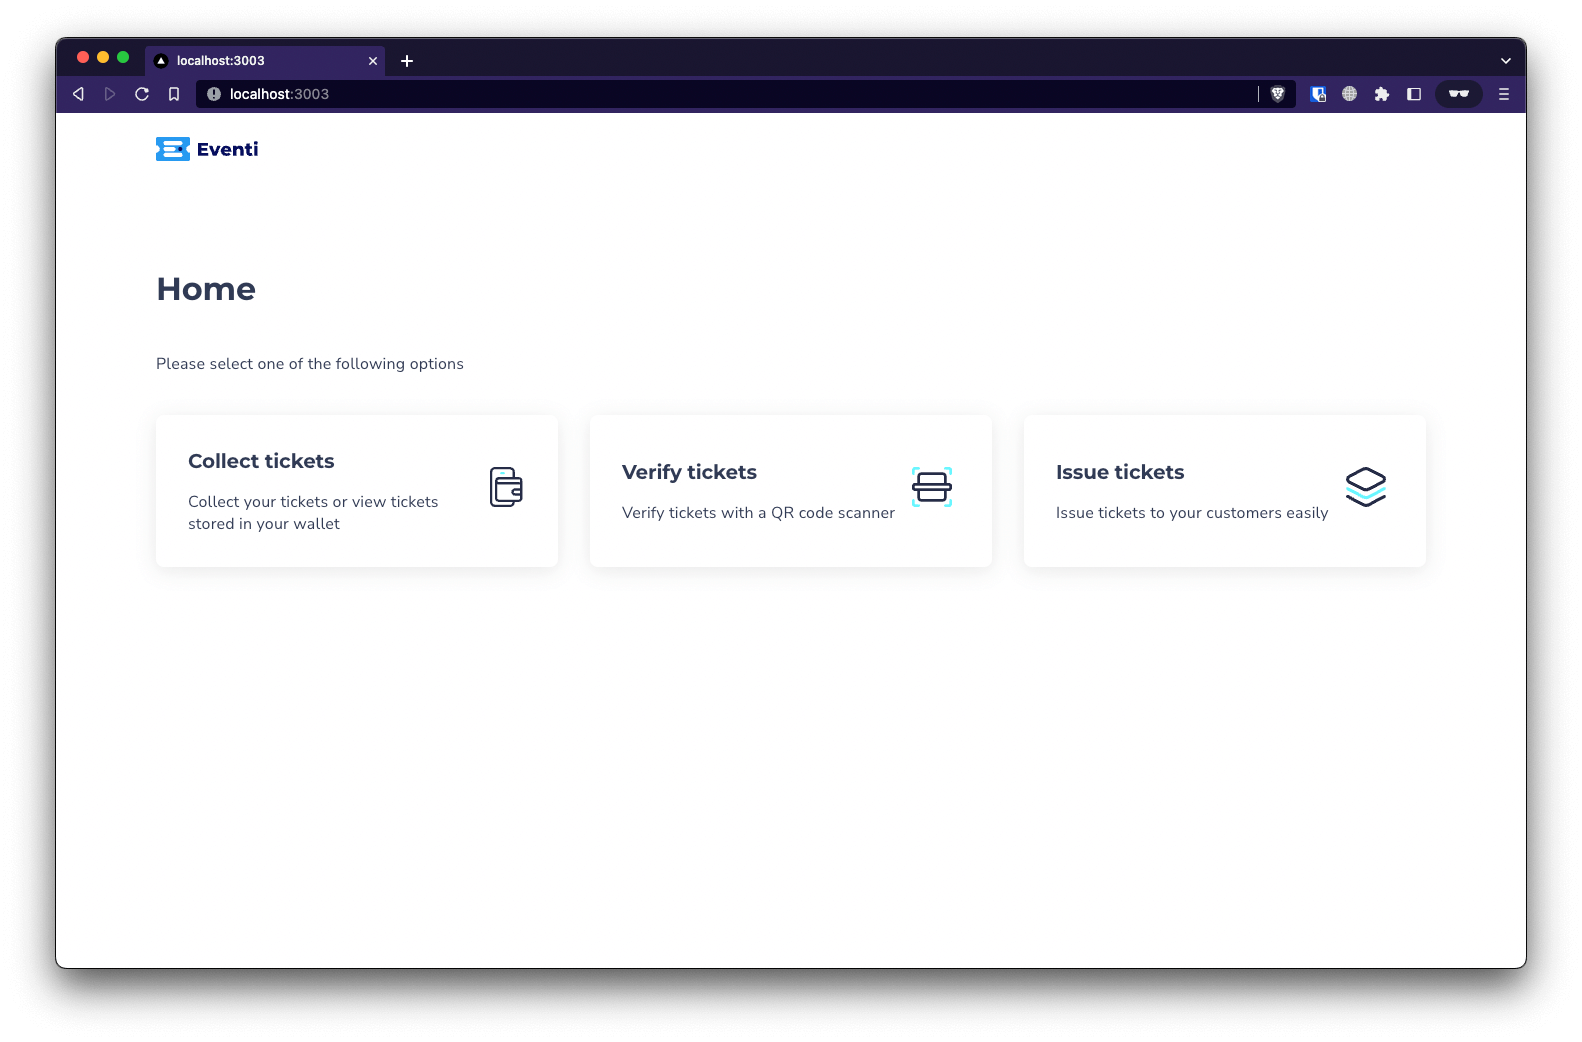 localhost:3003
localhost:3003
Eventi
Home
Please select one of the following options
Collect tickets
Collect your tickets or view tickets
stored in your wallet
Verify tickets
Verify tickets with a QR code scanner
Issue tickets
Issue tickets to your customers easily